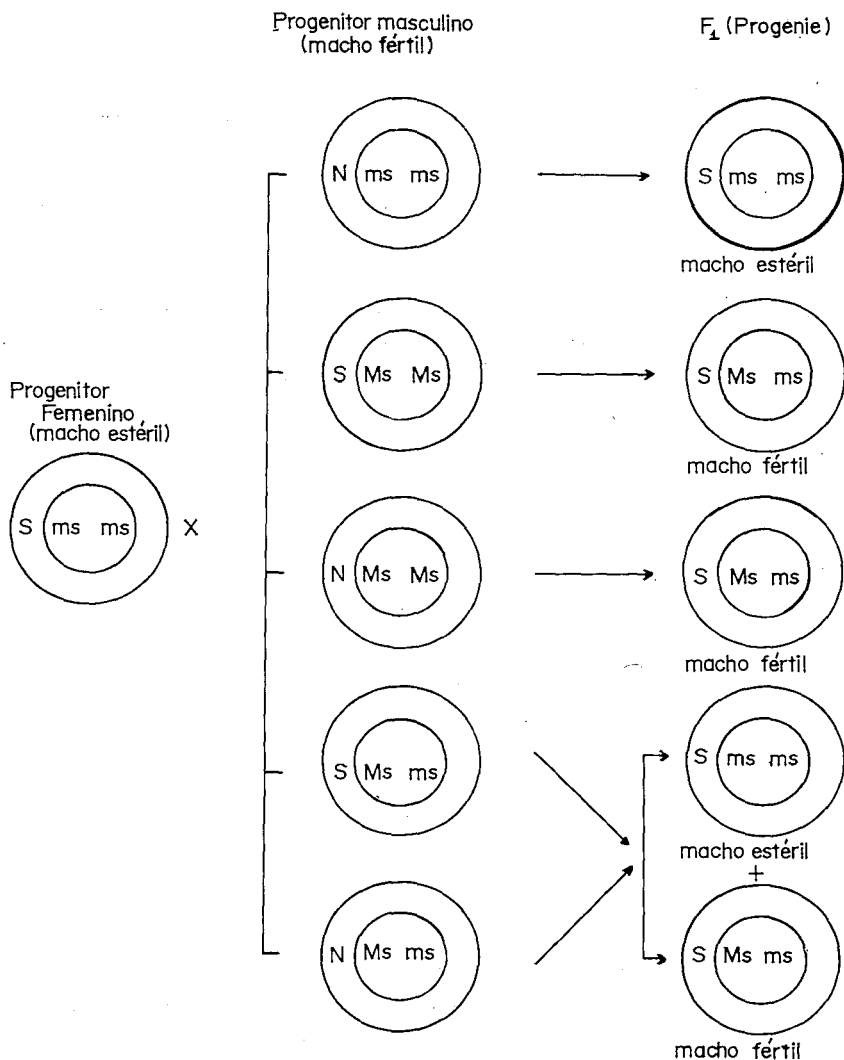 Progenitor masculino
(macho fértil)
F1 (Progenie)
N ms ms
S ms ms
macho estéril
S Ms Ms
S Ms ms
macho fértil
Progenitor
Femenino
(macho estéril)
S ms ms X
N Ms Ms
S Ms ms
macho fértil
S Ms ms
S ms ms
macho estéril
+
N Ms ms
S Ms ms
macho fértil